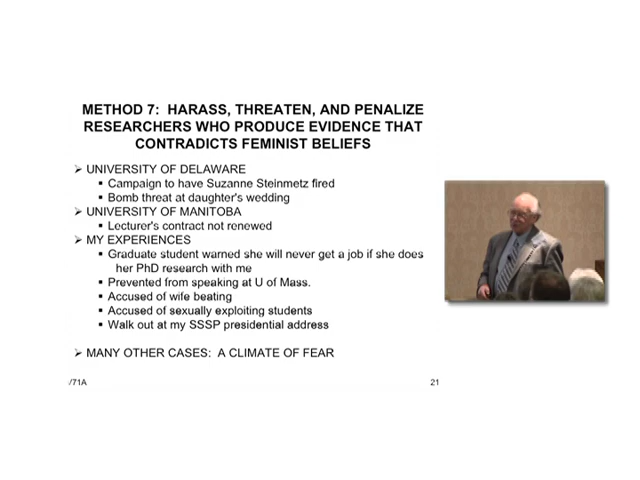 METHOD 7: HARASS, THREATEN, AND PENALIZE
RESEARCHERS WHO PRODUCE EVIDENCE THAT
CONTRADICTS FEMINIST BELIEFS
➢ UNIVERSITY OF DELAWARE
▪ Campaign to have Suzanne Steinmetz fired
▪ Bomb threat at daughter's wedding
➢ UNIVERSITY OF MANITOBA
▪ Lecturer's contract not renewed
➢ MY EXPERIENCES
▪ Graduate student warned she will never get a job if she does
her PhD research with me
▪ Prevented from speaking at U of Mass.
▪ Accused of wife beating
▪ Accused of sexually exploiting students
▪ Walk out at my SSSP presidential address
➢ MANY OTHER CASES: A CLIMATE OF FEAR
/71A
21